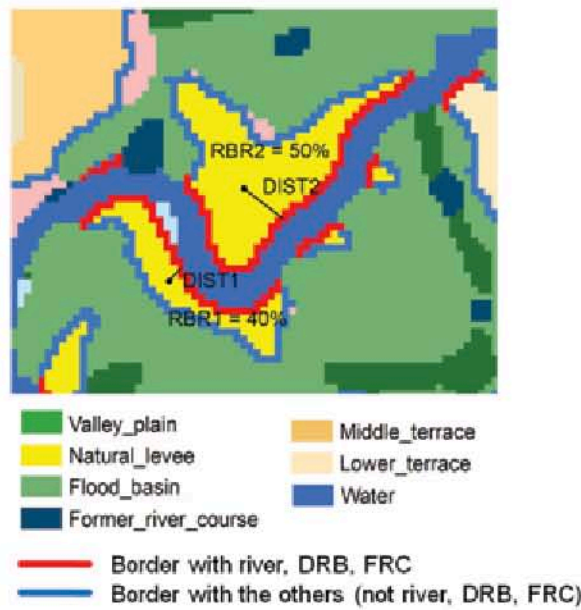 RBR2 = 50%
DIST2
DIST1
RBR1 = 40%
Valley_plain
Natural_levee
Flood_basin
Former_river_course
Middle_terrace
Lower_terrace
Water
Border with river, DRB, FRC
Border with the others (not river, DRB, FRC)